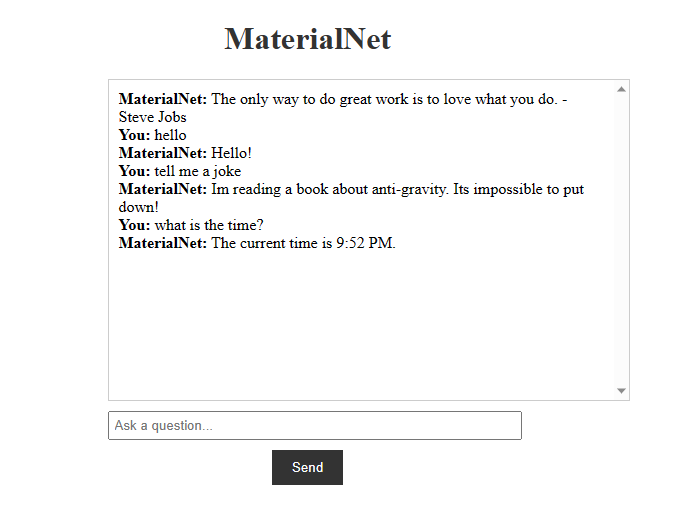 MaterialNet
MaterialNet: The only way to do great work is to love what you do. -
Steve Jobs
You: hello
MaterialNet: Hello!
You: tell me a joke
MaterialNet: Im reading a book about anti-gravity. Its impossible to put
down!
You: what is the time?
MaterialNet: The current time is 9:52 PM.
Ask a question...
Send